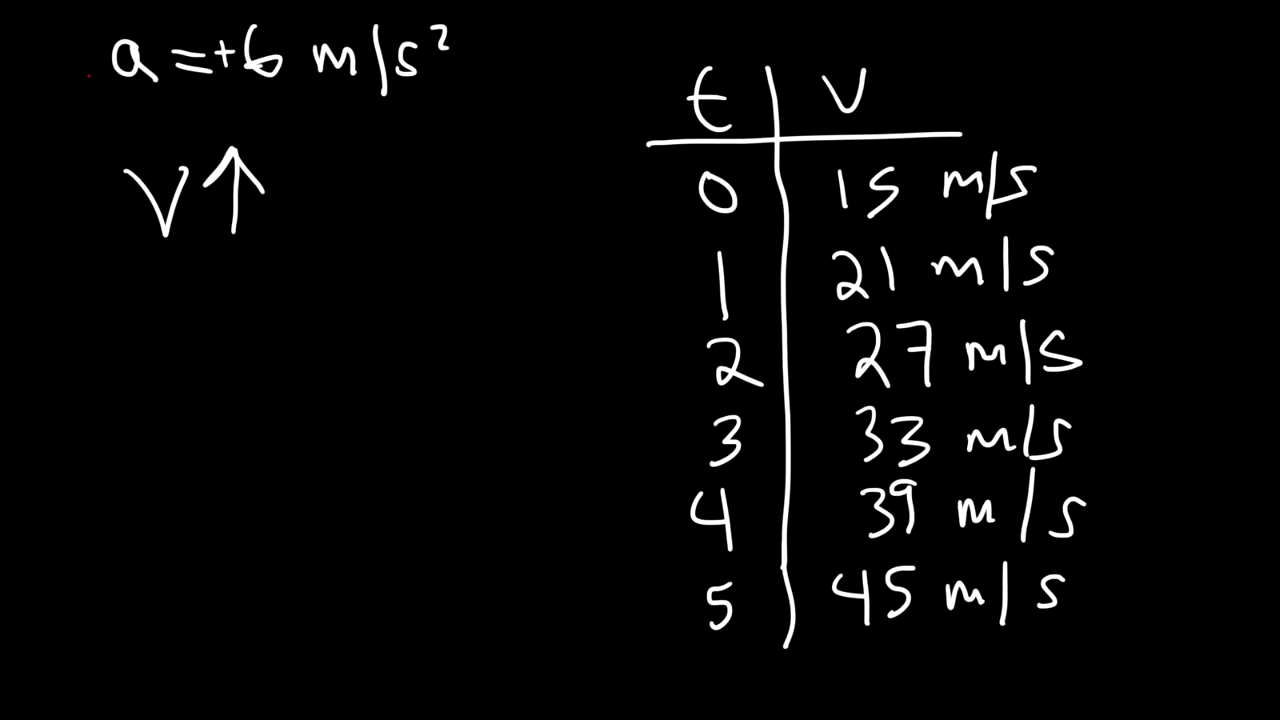 a = +6 m/s²
V↑
t | V
0 | 15 m/s
1 | 21 m/s
2 | 27 m/s
3 | 33 m/s
4 | 39 m/s
5 | 45 m/s